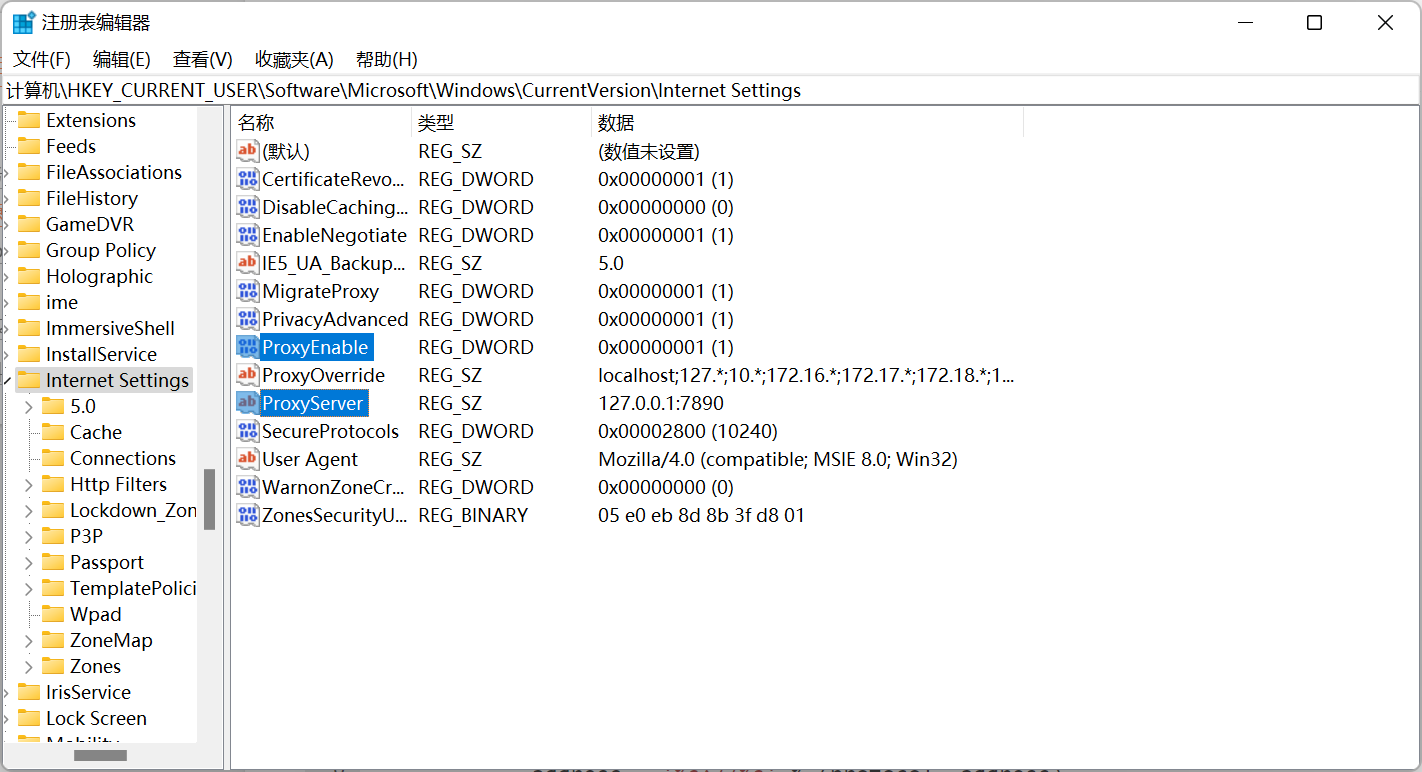 注册表编辑器
文件(F) 编辑(E) 查看(V) 收藏夹(A) 帮助(H)
计算机\HKEY_CURRENT_USER\Software\Microsoft\Windows\CurrentVersion\Internet Settings
Extensions
Feeds
FileAssociations
FileHistory
GameDVR
Group Policy
Holographic
ime
ImmersiveShell
InstallService
Internet Settings
5.0
Cache
Connections
Http Filters
Lockdown_Zon
P3P
Passport
TemplatePolici
Wpad
ZoneMap
Zones
IrisService
Lock Screen
名称 类型 数据
(默认) REG_SZ (数值未设置)
CertificateRevo... REG_DWORD 0x00000001 (1)
DisableCaching... REG_DWORD 0x00000000 (0)
EnableNegotiate REG_DWORD 0x00000001 (1)
IE5_UA_Backup... REG_SZ 5.0
MigrateProxy REG_DWORD 0x00000001 (1)
PrivacyAdvanced REG_DWORD 0x00000001 (1)
ProxyEnable REG_DWORD 0x00000001 (1)
ProxyOverride REG_SZ localhost;127.*;10.*;172.16.*;172.17.*;172.18.*;1...
ProxyServer REG_SZ 127.0.0.1:7890
SecureProtocols REG_DWORD 0x00002800 (10240)
User Agent REG_SZ Mozilla/4.0 (compatible; MSIE 8.0; Win32)
WarnonZoneCr... REG_DWORD 0x00000000 (0)
ZonesSecurityU... REG_BINARY 05 e0 eb 8d 8b 3f d8 01